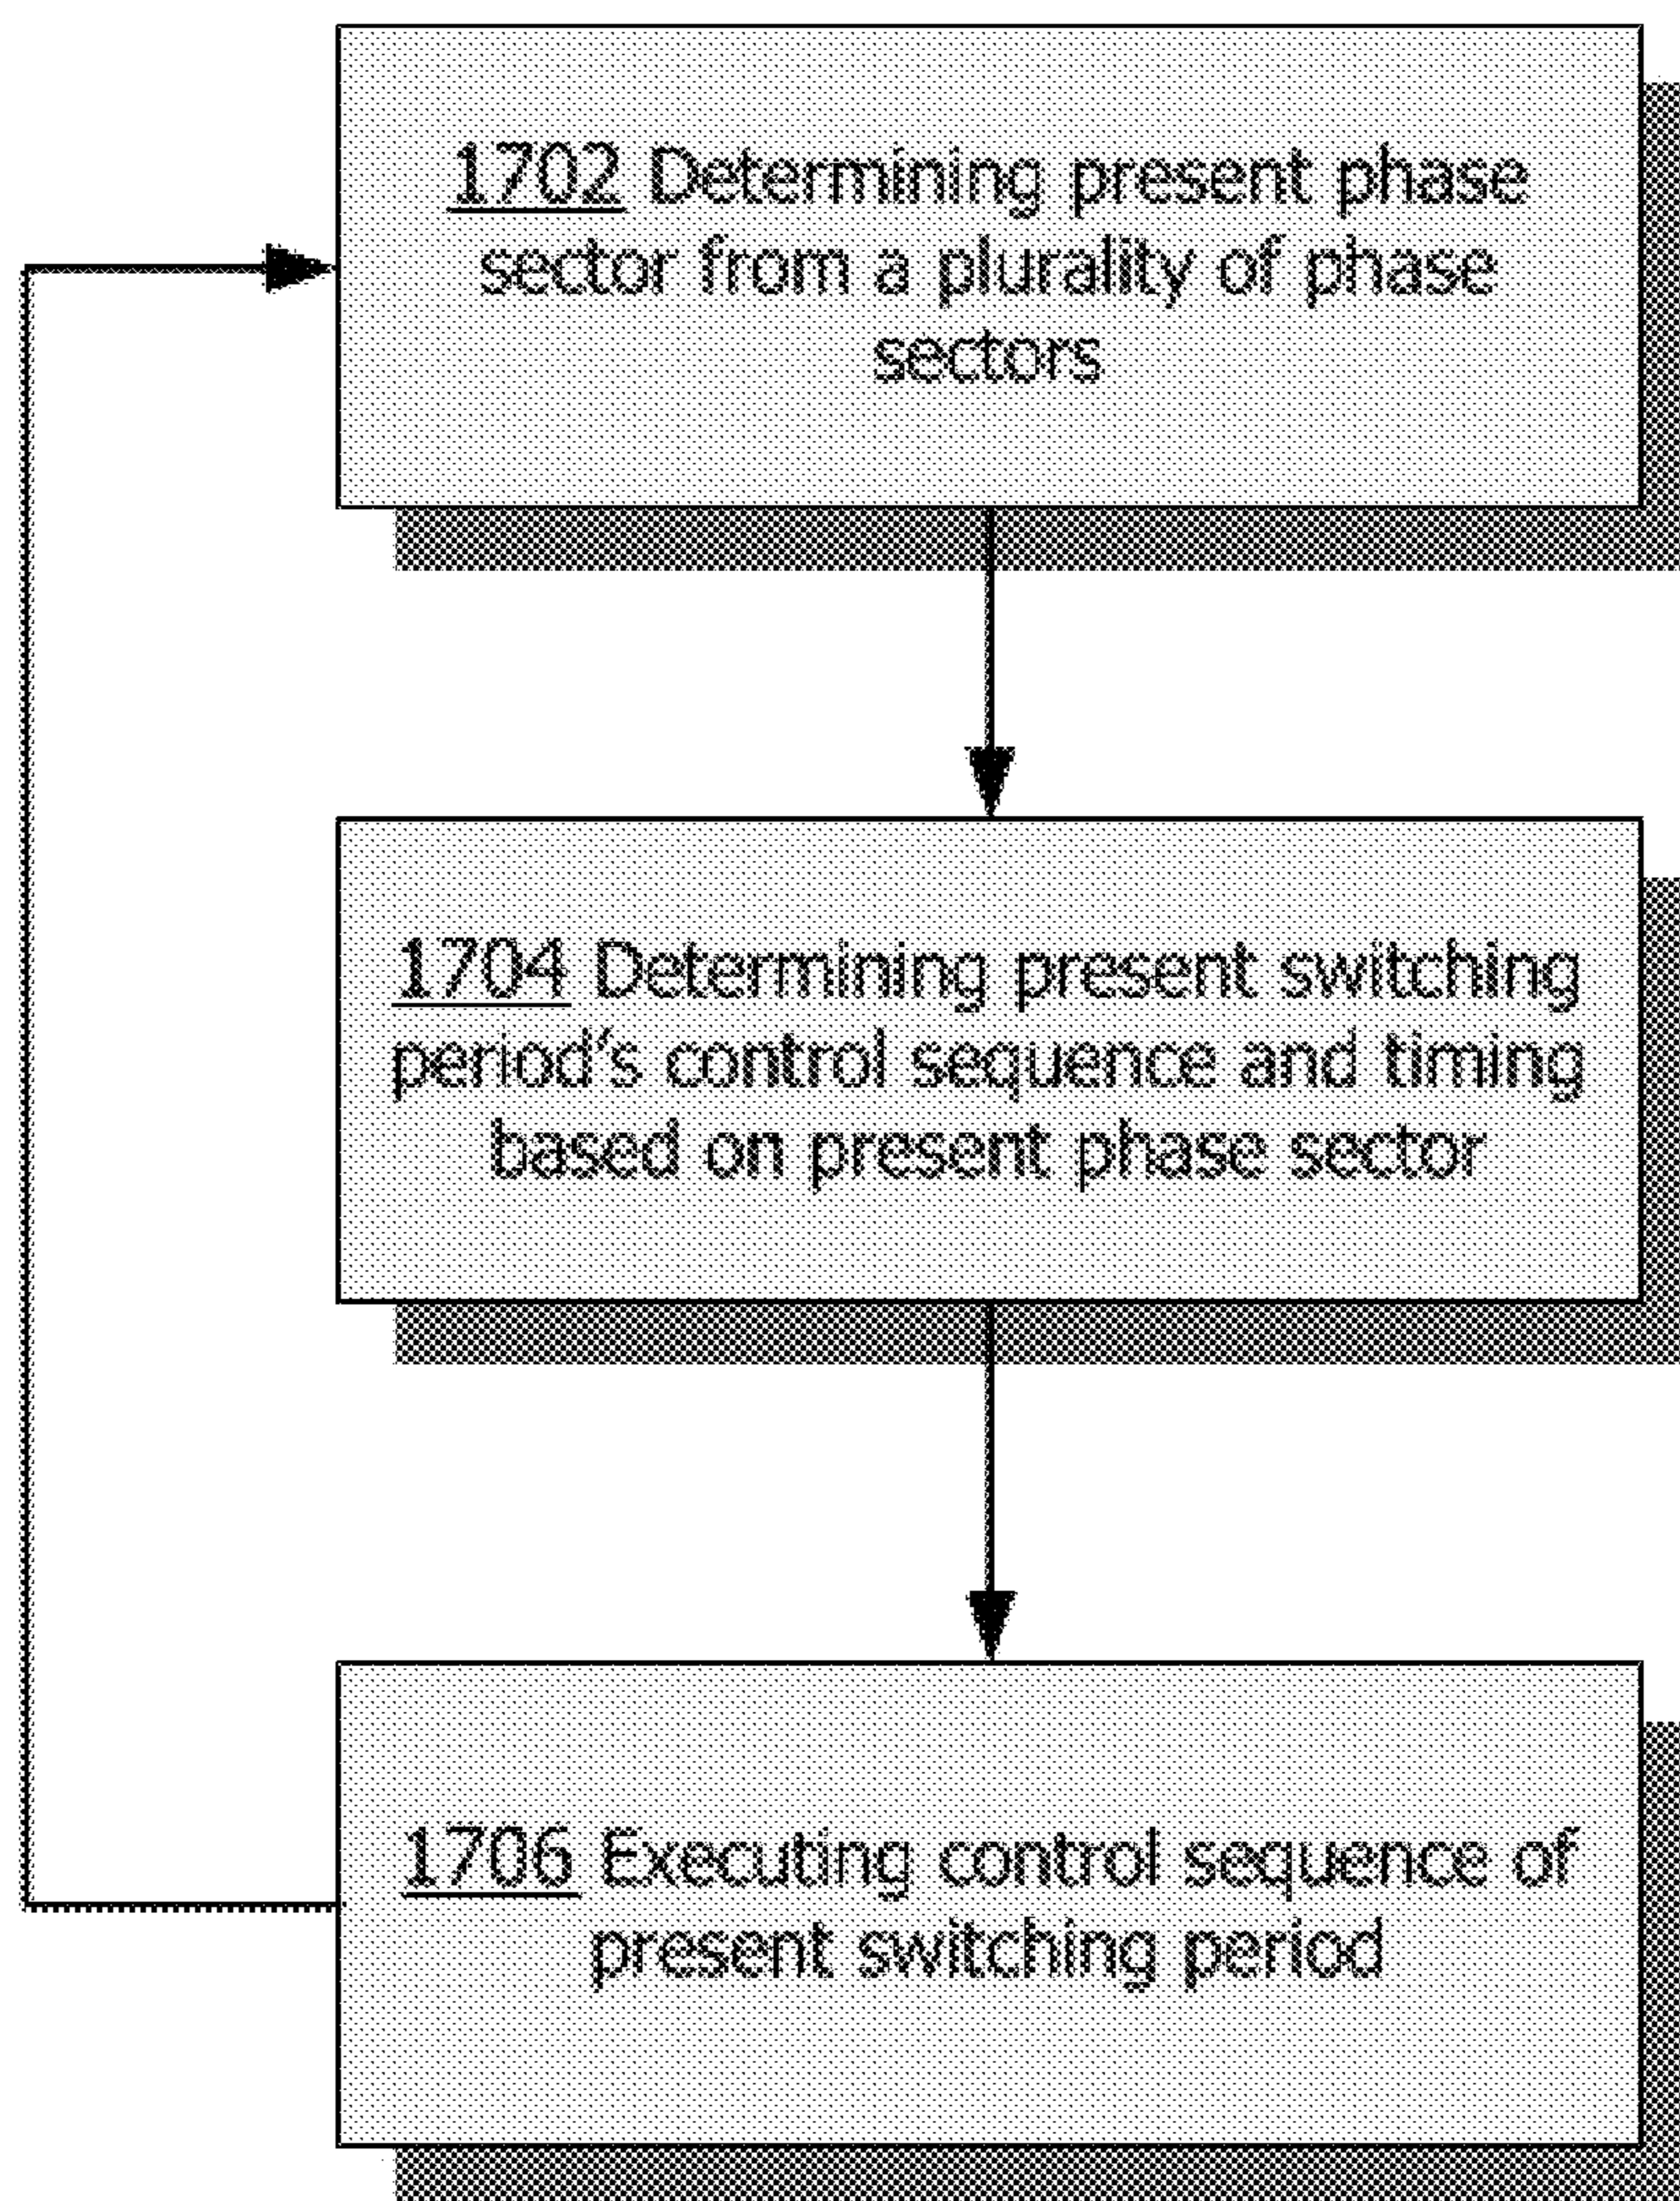 1702 Determining present phase
sector from a plurality of phase
sectors
1704 Determining present switching
period's control sequence and timing
based on present phase sector
1706 Executing control sequence of
present switching period